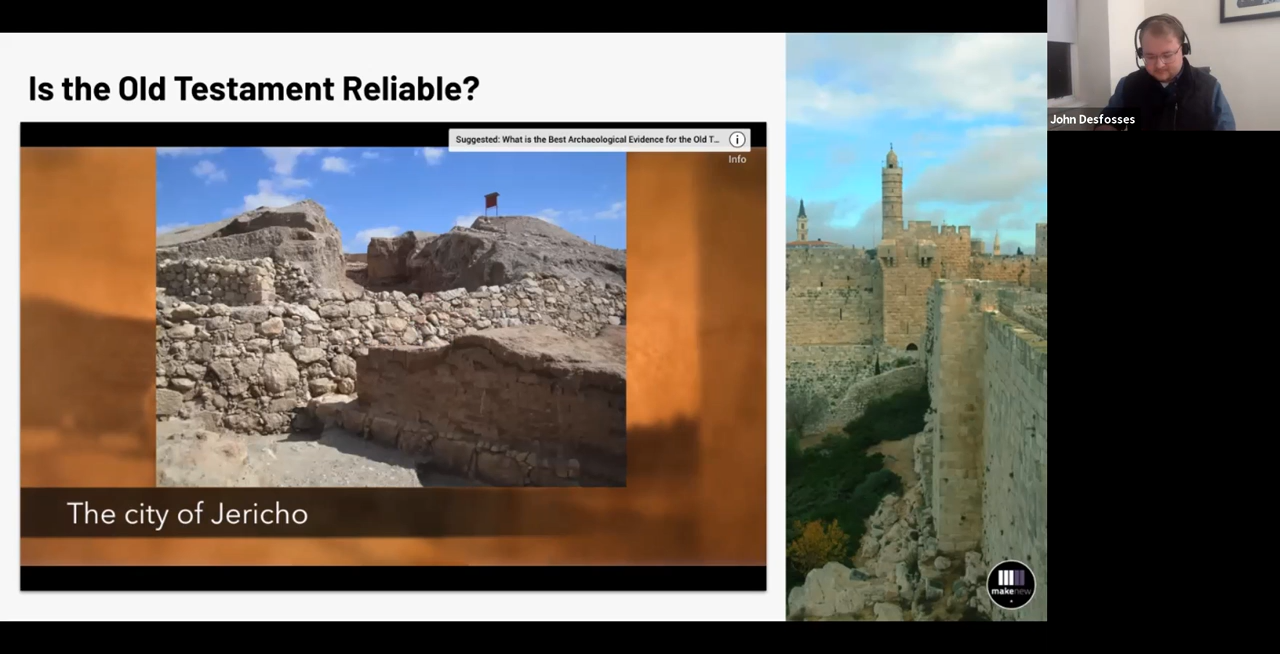 Is the Old Testament Reliable?
Suggested: What is the Best Archaeological Evidence for the Old T...
i
Info
The city of Jericho
John Desfosses
makenew